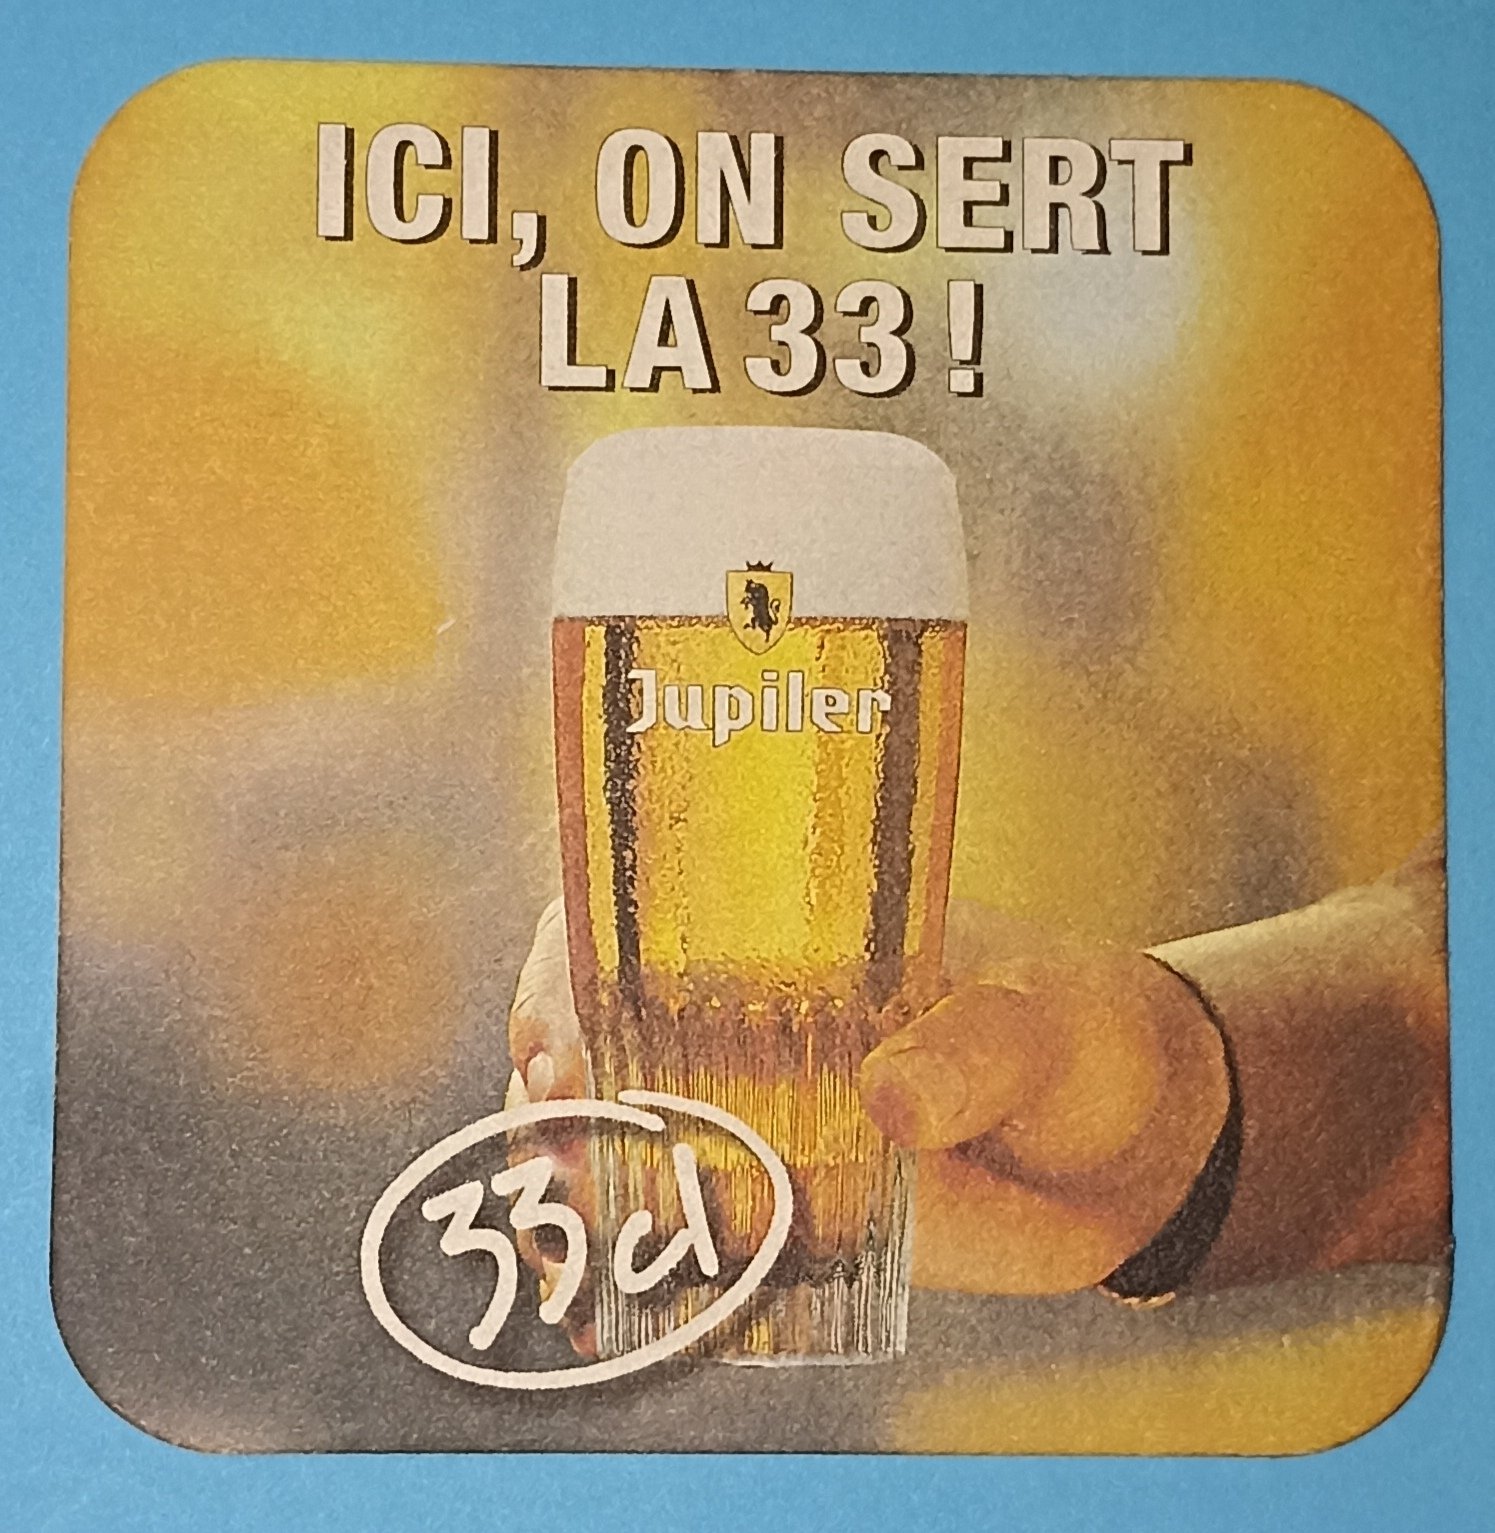 ICI, ON SERT
LA 33 !
Jupiler
33 cl